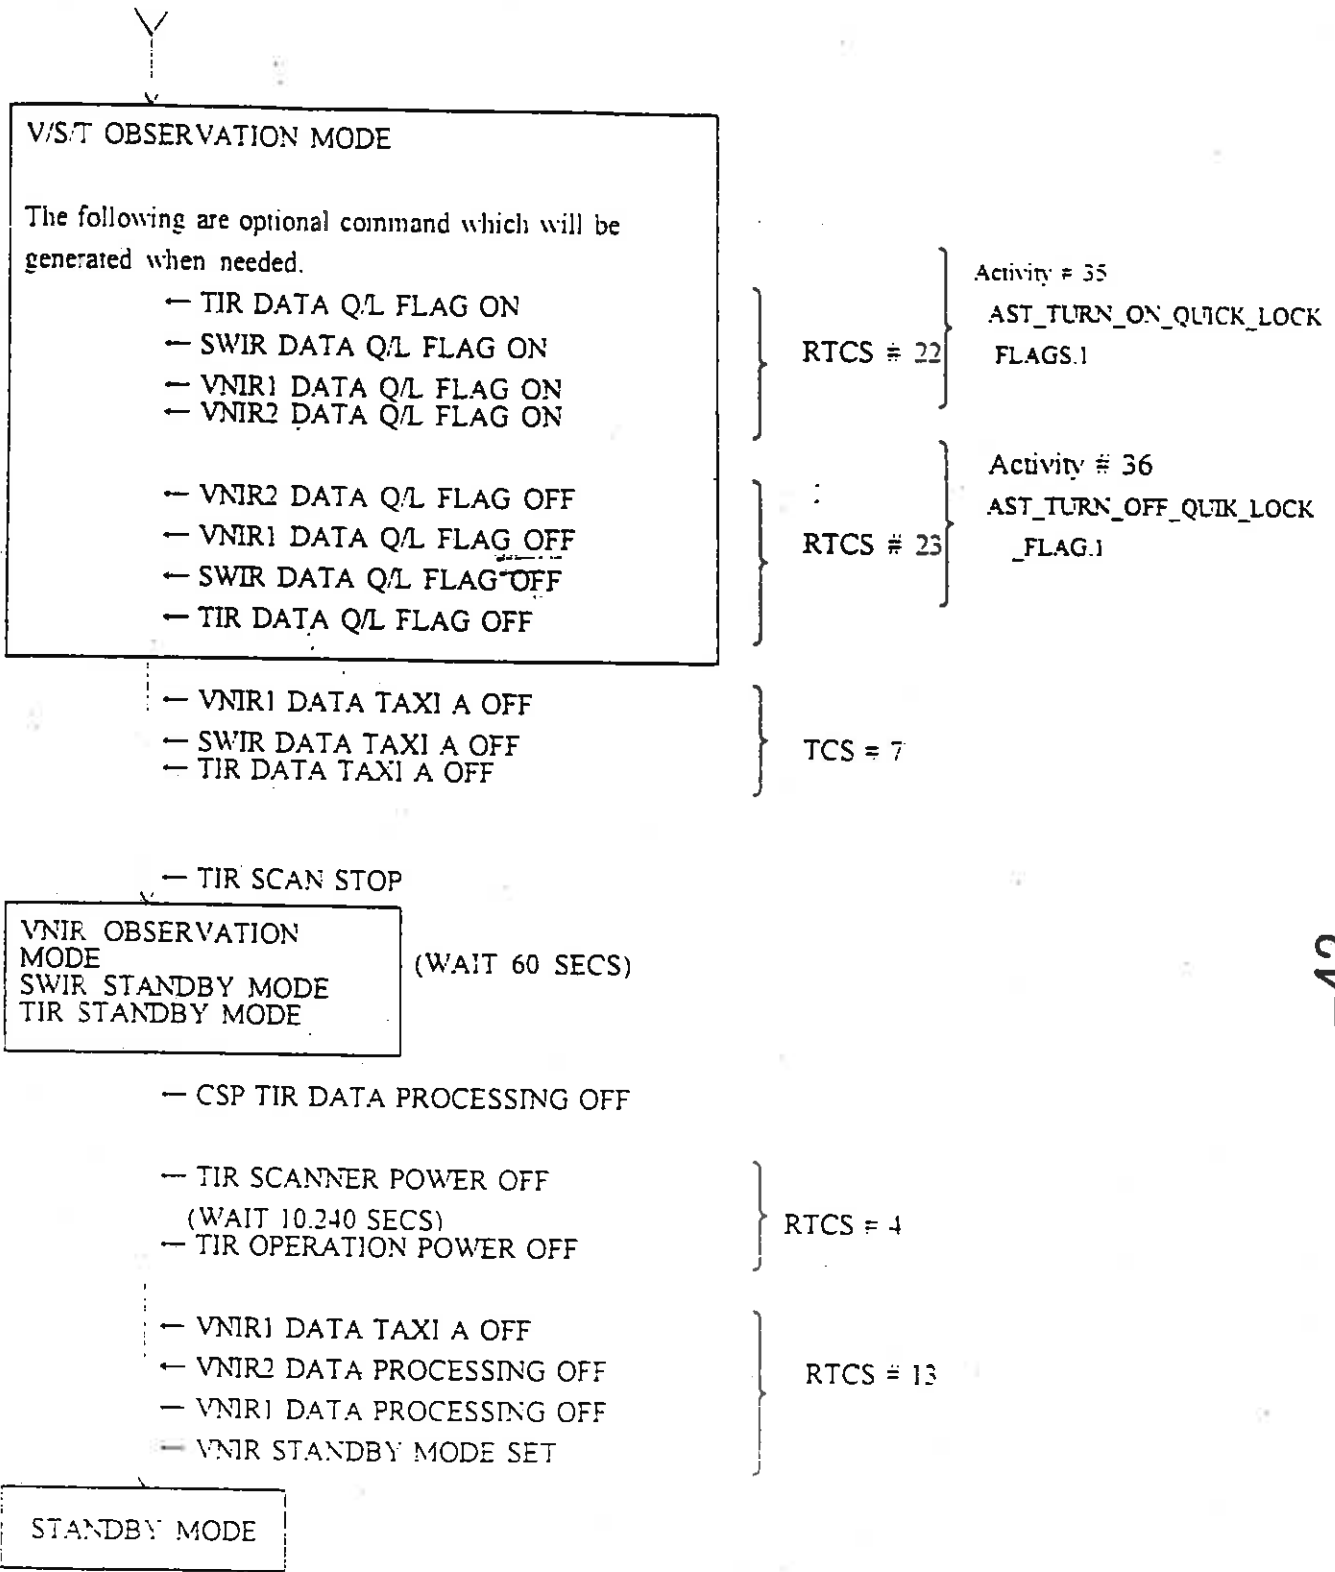 V/S/T OBSERVATION MODE
The following are optional command which will be
generated when needed.
← TIR DATA Q/L FLAG ON
← SWIR DATA Q/L FLAG ON
← VNIR1 DATA Q/L FLAG ON
← VNIR2 DATA Q/L FLAG ON
RTCS # 22
Activity # 35
AST_TURN_ON_QUICK_LOCK
FLAGS.1
← VNIR2 DATA Q/L FLAG OFF
← VNIR1 DATA Q/L FLAG OFF
← SWIR DATA Q/L FLAG OFF
← TIR DATA Q/L FLAG OFF
RTCS # 23
Activity # 36
AST_TURN_OFF_QUIK_LOCK
_FLAG.1
← VNIR1 DATA TAXI A OFF
← SWIR DATA TAXI A OFF
← TIR DATA TAXI A OFF
TCS # 7
← TIR SCAN STOP
VNIR OBSERVATION
MODE
SWIR STANDBY MODE
TIR STANDBY MODE
(WAIT 60 SECS)
← CSP TIR DATA PROCESSING OFF
← TIR SCANNER POWER OFF
(WAIT 10.240 SECS)
← TIR OPERATION POWER OFF
RTCS # 4
← VNIR1 DATA TAXI A OFF
← VNIR2 DATA PROCESSING OFF
← VNIR1 DATA PROCESSING OFF
← VNIR STANDBY MODE SET
RTCS # 13
STANDBY MODE